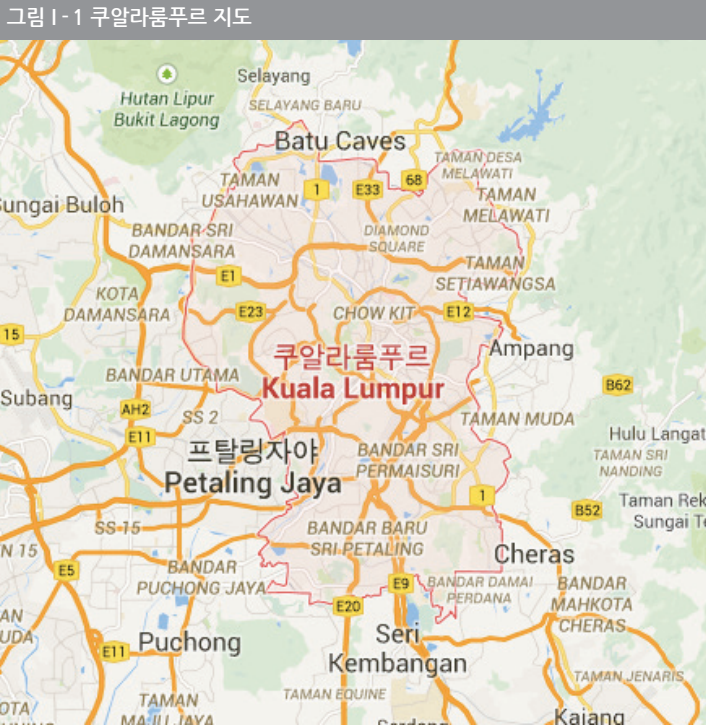 그림 I - 1 쿠알라룸푸르 지도
Selayang
Hutan Lipur
Bukit Lagong
SELAYANG BARU
Batu Caves
TAMAN DESA
MELAWATI
68
TAMAN
USAHAWAN
1
E33
TAMAN
MELAWATI
Sungai Buloh
BANDAR SRI
DAMANSARA
DIAMOND
SQUARE
E1
TAMAN
SETIAWANGSA
KOTA
DAMANSARA
E23
CHOW KIT
E12
15
쿠알라룸푸르
Kuala Lumpur
Ampang
BANDAR UTAMA
B62
Subang
AH2
SS 2
TAMAN MUDA
E11
Hulu Langat
프탈링자야
Petaling Jaya
BANDAR SRI
PERMAISURI
TAMAN SRI
NANDING
1
Taman Rek
Sungai Te
B52
SS 15
BANDAR BARU
SRI PETALING
N 15
Cheras
E5
BANDAR
PUCHONG JAYA
E9
BANDAR DAMAI
PERDANA
BANDAR
MAHKOTA
CHERAS
E20
AN
UDA
E11
Puchong
Seri
Kembangan
TAMAN JENARIS
TAMAN EQUINE
TAMAN
MAJU JAYA
OTA
Serdang
Kajang